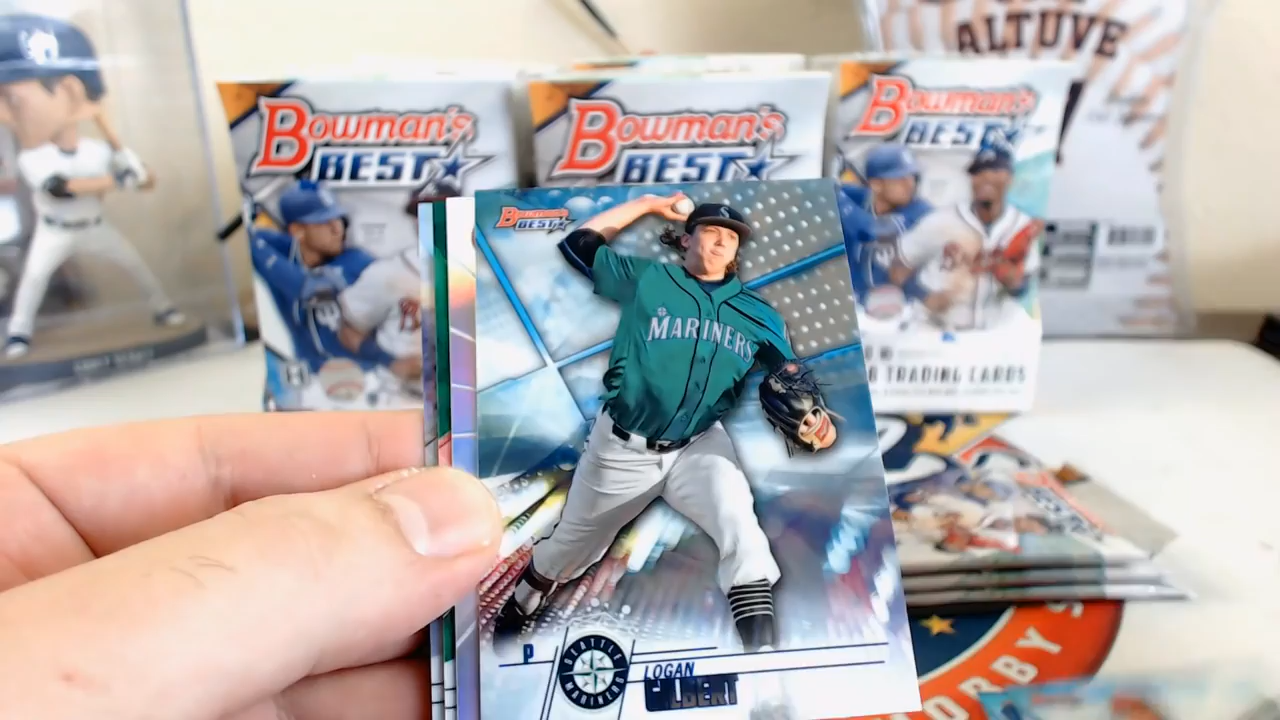 ALTUVE
BOWMAN'S
BEST
BOWMAN'S
BEST
BOWMAN'S
BEST
BOWMAN'S
BEST
S
MARINERS
TRADING CARDS
P
SEATTLE
MARINERS
LOGAN
GILBERT